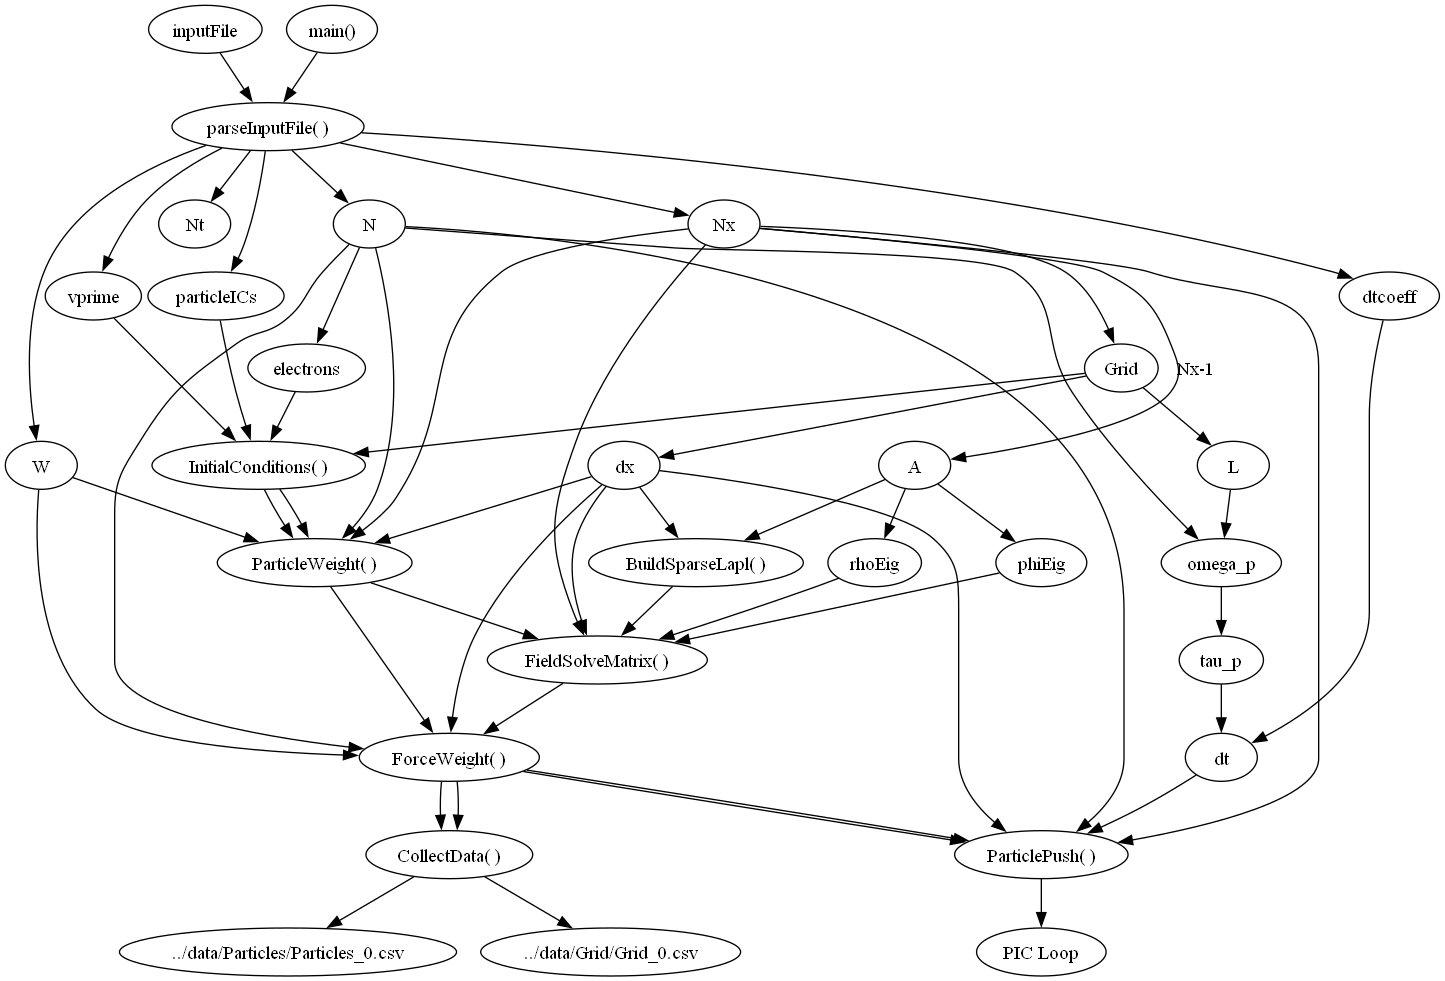 inputFile
main()
parseInputFile( )
Nt
N
Nx
vprime
particleICs
dtcoeff
electrons
Grid
Nx-1
W
InitialConditions( )
dx
A
L
ParticleWeight( )
BuildSparseLapl( )
rhoEig
phiEig
omega_p
FieldSolveMatrix( )
tau_p
ForceWeight( )
dt
CollectData( )
ParticlePush( )
../data/Particles/Particles_0.csv
../data/Grid/Grid_0.csv
PIC Loop